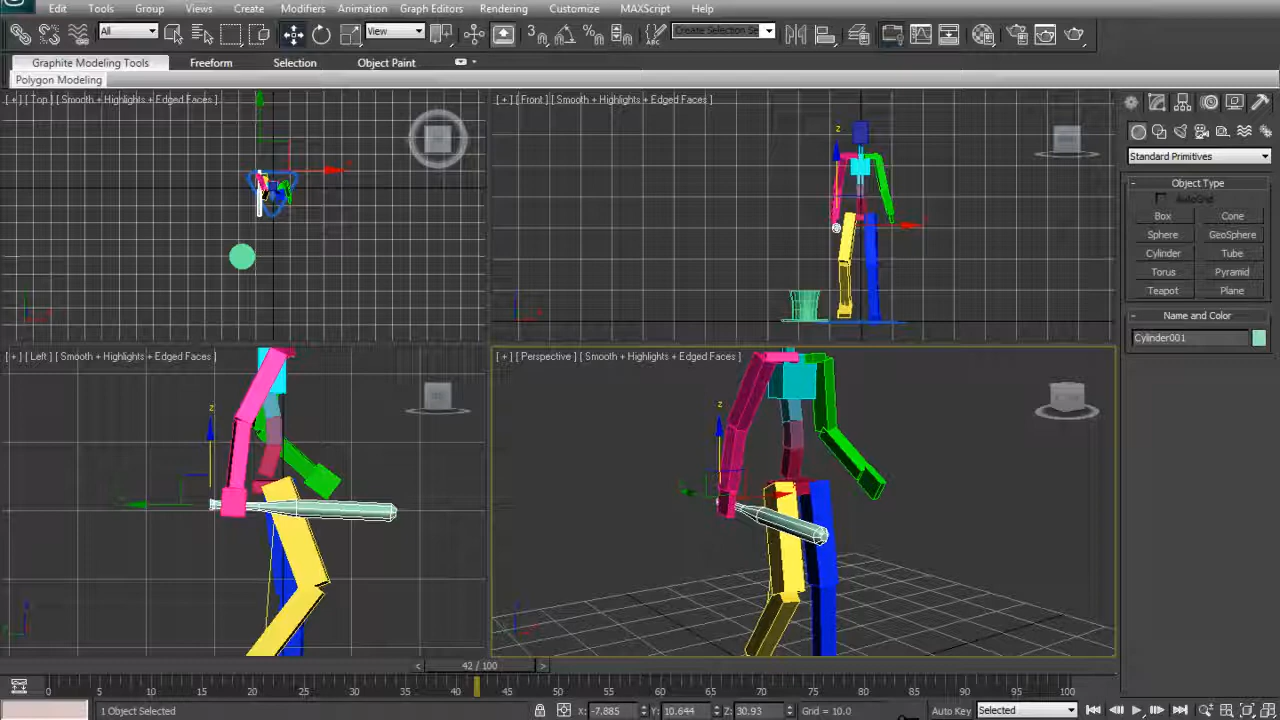 Edit Tools Group Views Create Modifiers Animation Graph Editors Rendering Customize MAXScript Help
All View Create Selection Se
Graphite Modeling Tools Freeform Selection Object Paint
Polygon Modeling
[ + ] [ Top ] [ Smooth + Highlights + Edged Faces ]
[ + ] [ Front ] [ Smooth + Highlights + Edged Faces ]
z
Standard Primitives
Object Type
AutoGrid
Box Cone
Sphere GeoSphere
Cylinder Tube
Torus Pyramid
Teapot Plane
Name and Color
Cylinder001
[ + ] [ Left ] [ Smooth + Highlights + Edged Faces ]
[ + ] [ Perspective ] [ Smooth + Highlights + Edged Faces ]
z
z
< 42 / 100 >
0 5 10 15 20 25 30 35 40 45 50 55 60 65 70 75 80 85 90 95 100
1 Object Selected X: -7.885 Y: 10.644 Z: 30.93 Grid = 10.0 Auto Key Selected